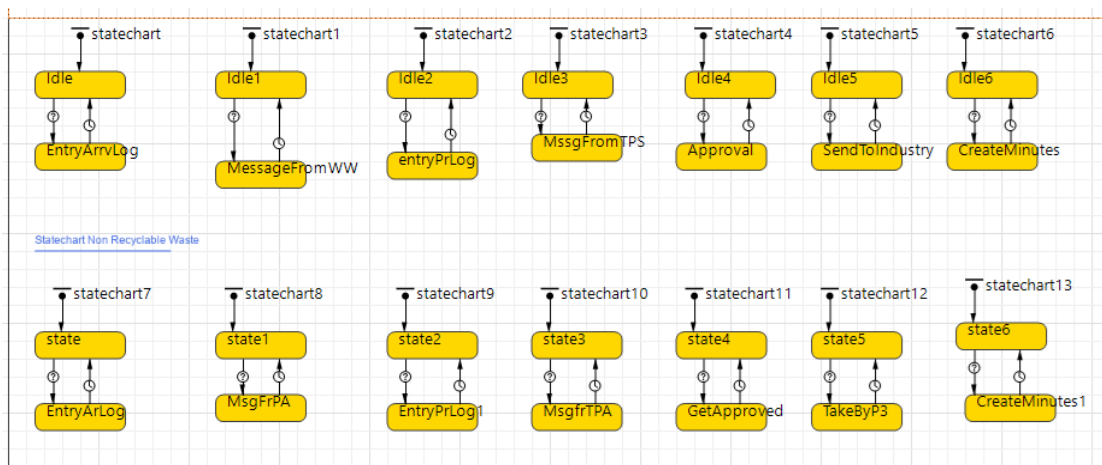 statechart
statechart1
statechart2
statechart3
statechart4
statechart5
statechart6
Idle
Idle1
Idle2
Idle3
Idle4
Idle5
Idle6
EntryArrvLog
MessageFromWW
entryPrLog
MssgFromTPS
Approval
SendToIndustry
CreateMinutes
Statechart Non Recyclable Waste
statechart7
statechart8
statechart9
statechart10
statechart11
statechart12
statechart13
state
state1
state2
state3
state4
state5
state6
EntryArLog
MsgFrPA
EntryPrLog1
MsgfrTPA
GetApproved
TakeByP3
CreateMinutes1